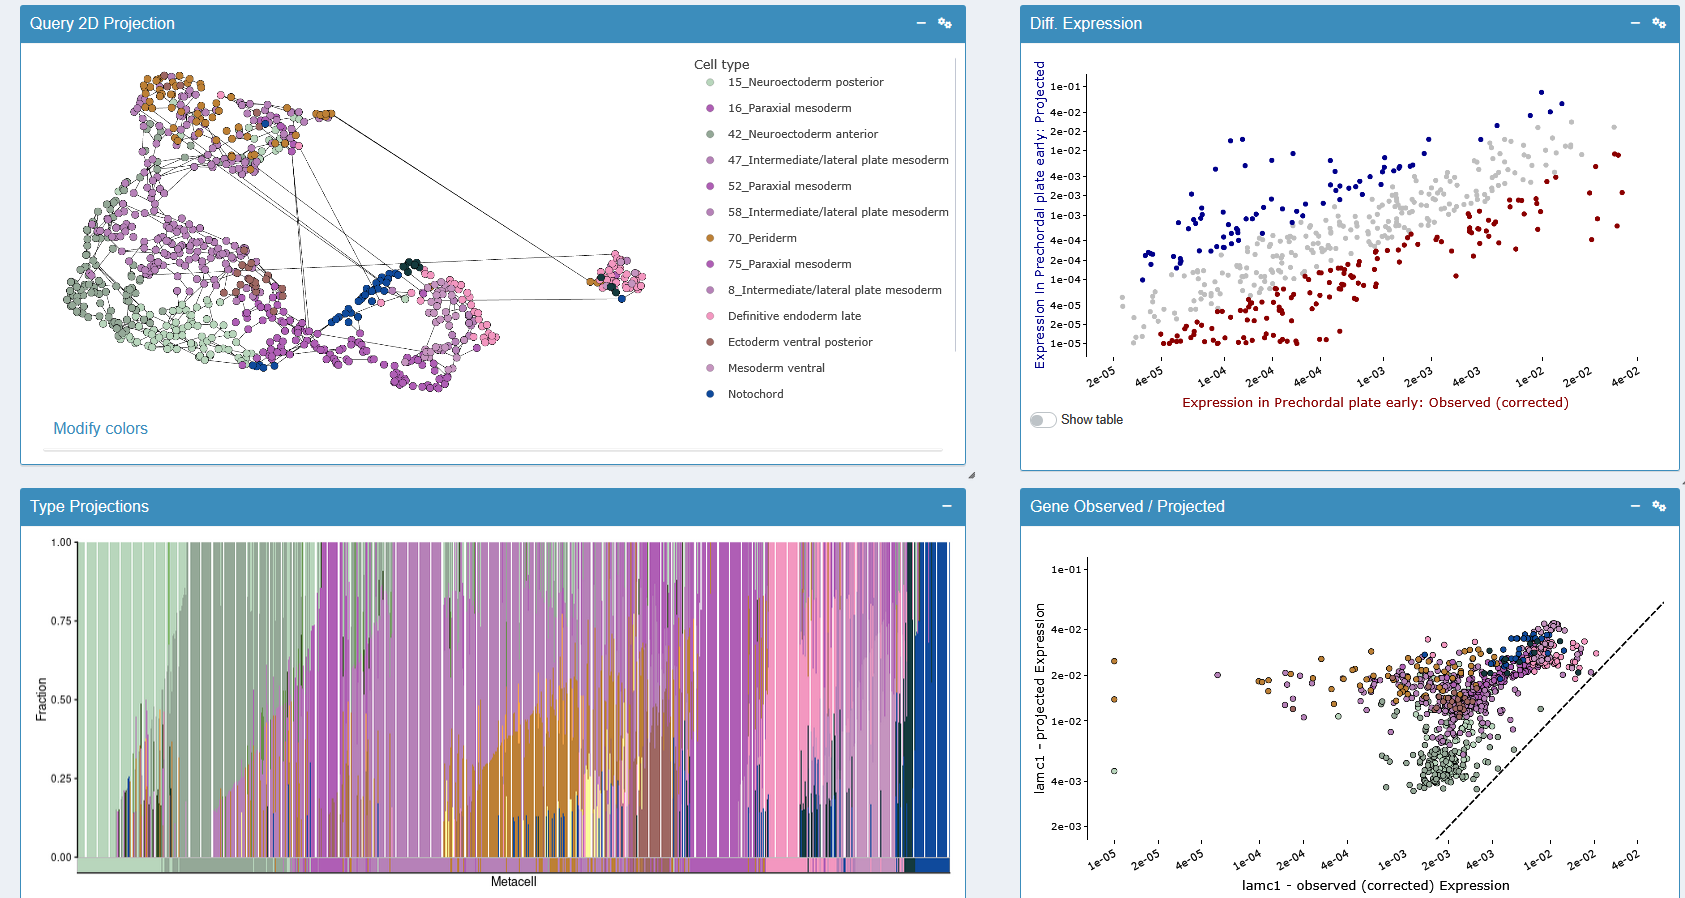 Query 2D Projection
Cell type
15_Neuroectoderm posterior
16_Paraxial mesoderm
42_Neuroectoderm anterior
47_Intermediate/lateral plate mesoderm
52_Paraxial mesoderm
58_Intermediate/lateral plate mesoderm
70_Periderm
75_Paraxial mesoderm
8_Intermediate/lateral plate mesoderm
Definitive endoderm late
Ectoderm ventral posterior
Mesoderm ventral
Notochord
Modify colors
Diff. Expression
Expression in Prechordal plate early: Projected
1e-01
4e-02
2e-02
1e-02
4e-03
2e-03
1e-03
4e-04
2e-04
1e-04
4e-05
2e-05
1e-05
2e-05 4e-05 1e-04 2e-04 4e-04 1e-03 2e-03 4e-03 1e-02 2e-02 4e-02
Expression in Prechordal plate early: Observed (corrected)
Show table
Type Projections
Fraction
1.00
0.75
0.50
0.25
0.00
Metacell
Gene Observed / Projected
lamc1 - projected Expression
1e-01
4e-02
2e-02
1e-02
4e-03
2e-03
1e-05 2e-05 4e-05 1e-04 2e-04 4e-04 1e-03 2e-03 4e-03 1e-02 2e-02 4e-02
lamc1 - observed (corrected) Expression